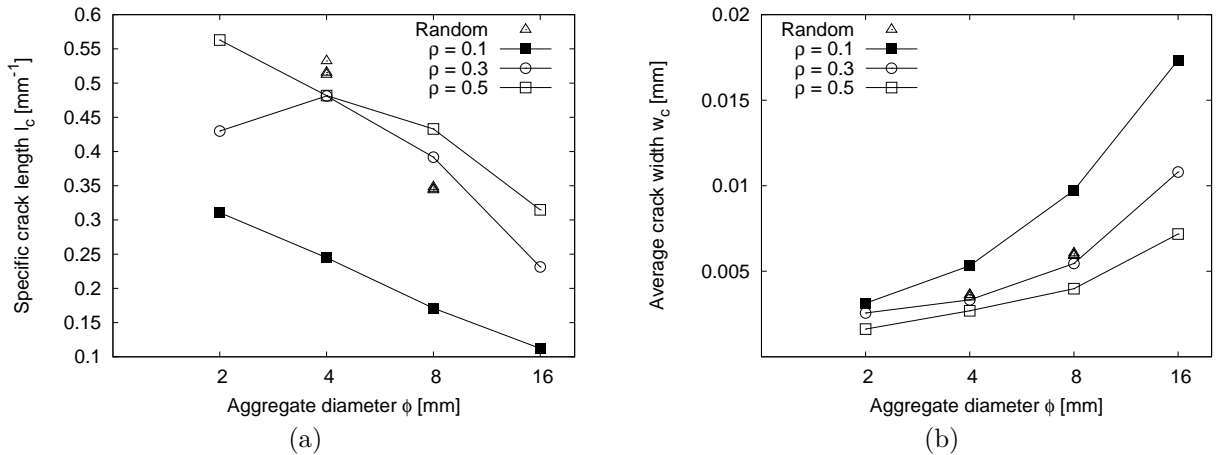 Specific crack length l_c [mm⁻¹]
0.6
0.55
0.5
0.45
0.4
0.35
0.3
0.25
0.2
0.15
0.1
2 4 8 16
Aggregate diameter ϕ [mm]
Random
ρ = 0.1
ρ = 0.3
ρ = 0.5
(a)
Average crack width w_c [mm]
0.02
0.015
0.01
0.005
2 4 8 16
Aggregate diameter ϕ [mm]
Random
ρ = 0.1
ρ = 0.3
ρ = 0.5
(b)